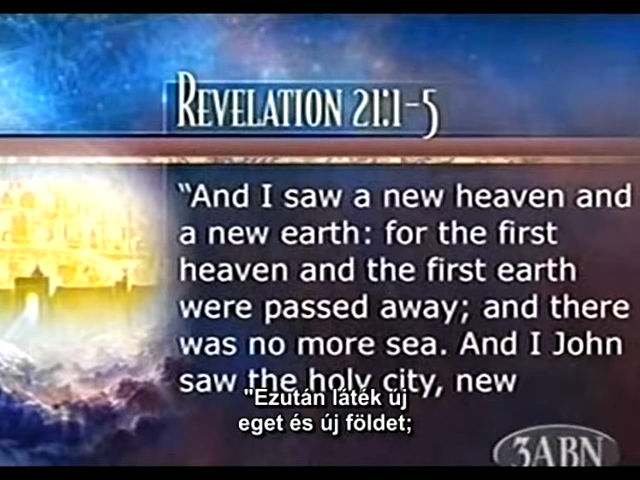 REVELATION 21:1-5
“And I saw a new heaven and
a new earth: for the first
heaven and the first earth
were passed away; and there
was no more sea. And I John
saw the holy city, new
"Ezután láték új
eget és új földet;
3ABN